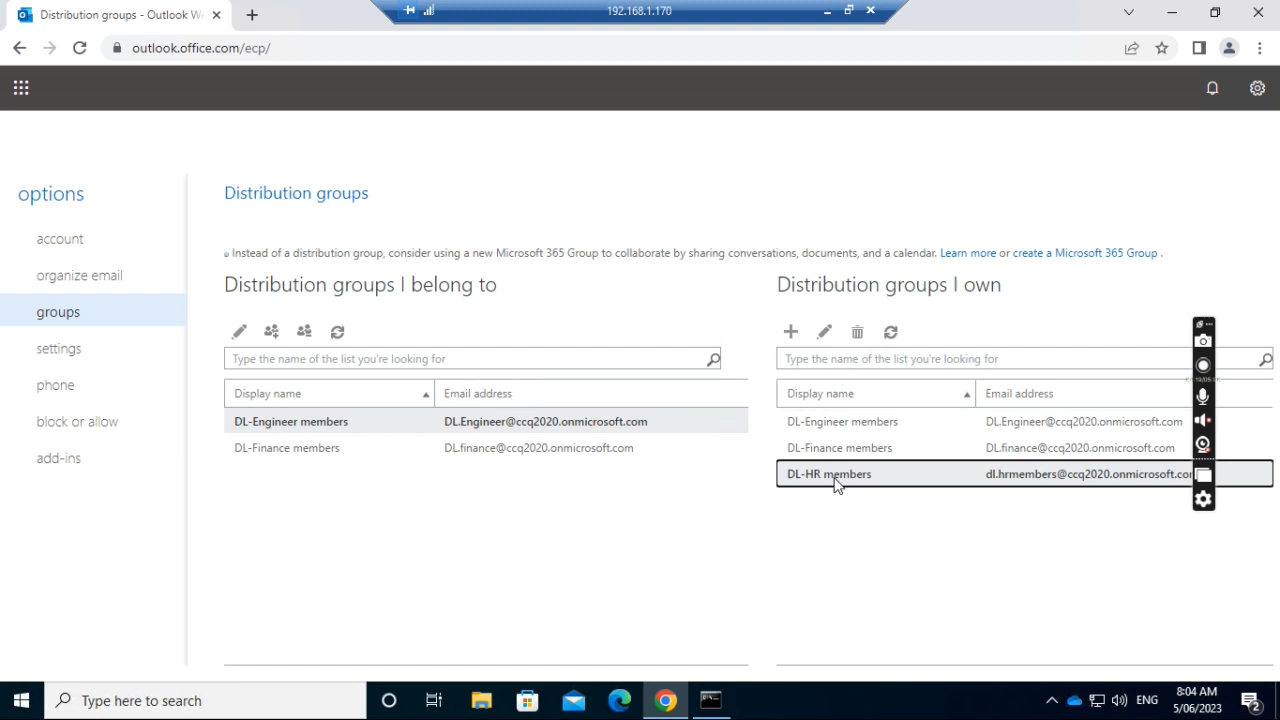 Distribution groups - Outlook We
192.168.1.170
outlook.office.com/ecp/
options
account
organize email
groups
settings
phone
block or allow
add-ins
Distribution groups
Instead of a distribution group, consider using a new Microsoft 365 Group to collaborate by sharing conversations, documents, and a calendar. Learn more or create a Microsoft 365 Group .
Distribution groups I belong to
Type the name of the list you're looking for
Display name Email address
DL-Engineer members DL.Engineer@ccq2020.onmicrosoft.com
DL-Finance members DL.finance@ccq2020.onmicrosoft.com
Distribution groups I own
Type the name of the list you're looking for
Display name Email address
DL-Engineer members DL.Engineer@ccq2020.onmicrosoft.com
DL-Finance members DL.finance@ccq2020.onmicrosoft.com
DL-HR members dl.hrmembers@ccq2020.onmicrosoft.com
Type here to search
ENG
8:04 AM
5/06/2023
2